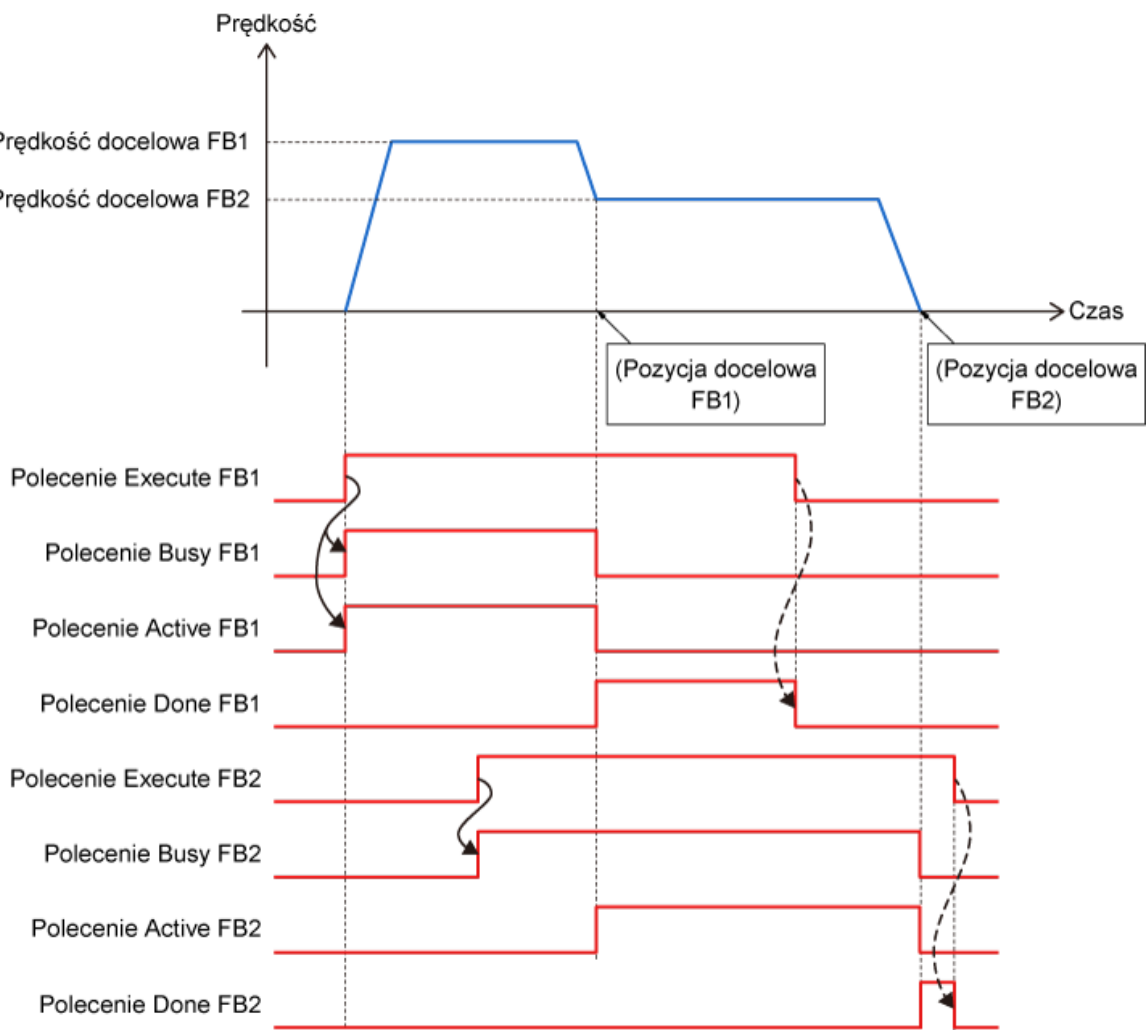 Prędkość
Prędkość docelowa FB1
Prędkość docelowa FB2
Czas
(Pozycja docelowa
FB1)
(Pozycja docelowa
FB2)
Polecenie Execute FB1
Polecenie Busy FB1
Polecenie Active FB1
Polecenie Done FB1
Polecenie Execute FB2
Polecenie Busy FB2
Polecenie Active FB2
Polecenie Done FB2